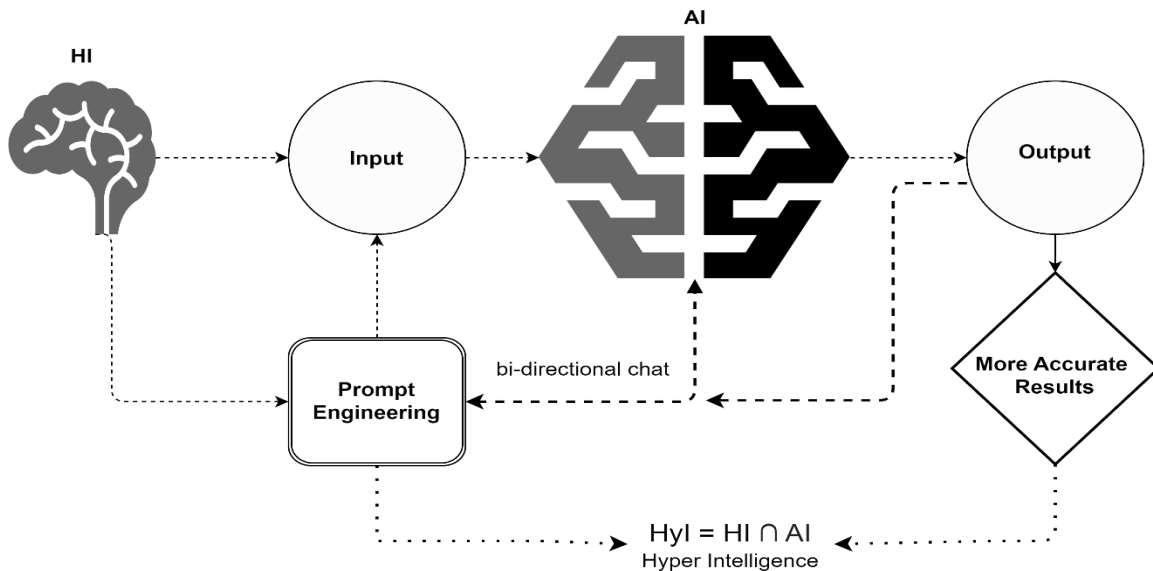 AI
HI
Input
Output
bi-directional chat
Prompt
Engineering
More Accurate
Results
HyI = HI ∩ AI
Hyper Intelligence